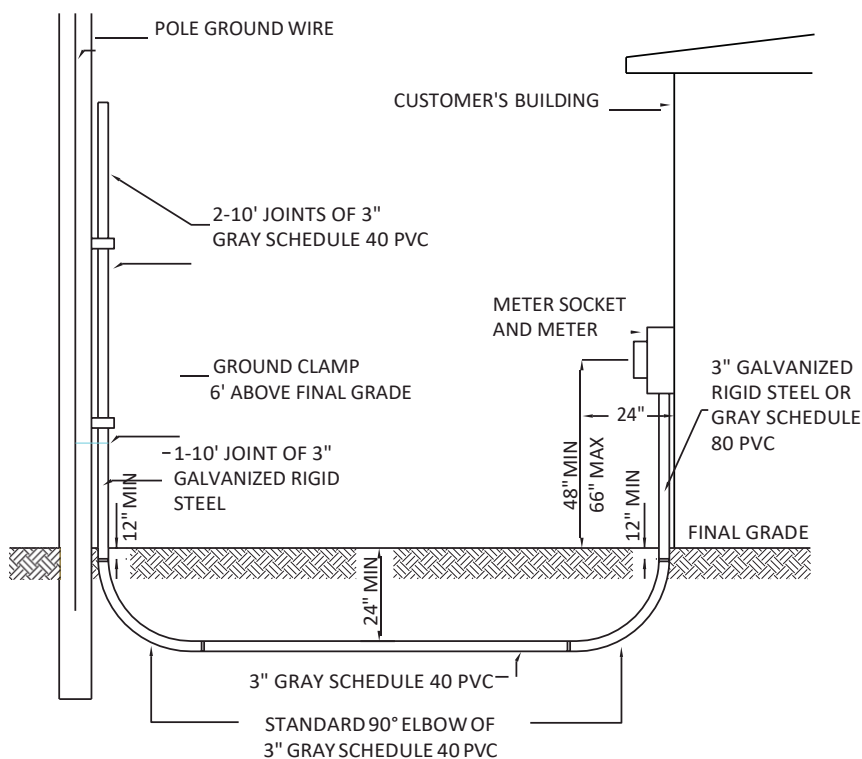 POLE GROUND WIRE
CUSTOMER'S BUILDING
2-10' JOINTS OF 3"
GRAY SCHEDULE 40 PVC
METER SOCKET
AND METER
GROUND CLAMP
6' ABOVE FINAL GRADE
3" GALVANIZED
RIGID STEEL OR
GRAY SCHEDULE
80 PVC
24"
1-10' JOINT OF 3"
GALVANIZED RIGID
STEEL
12" MIN
48" MIN
66" MAX
12" MIN
FINAL GRADE
24" MIN
3" GRAY SCHEDULE 40 PVC
STANDARD 90° ELBOW OF
3" GRAY SCHEDULE 40 PVC